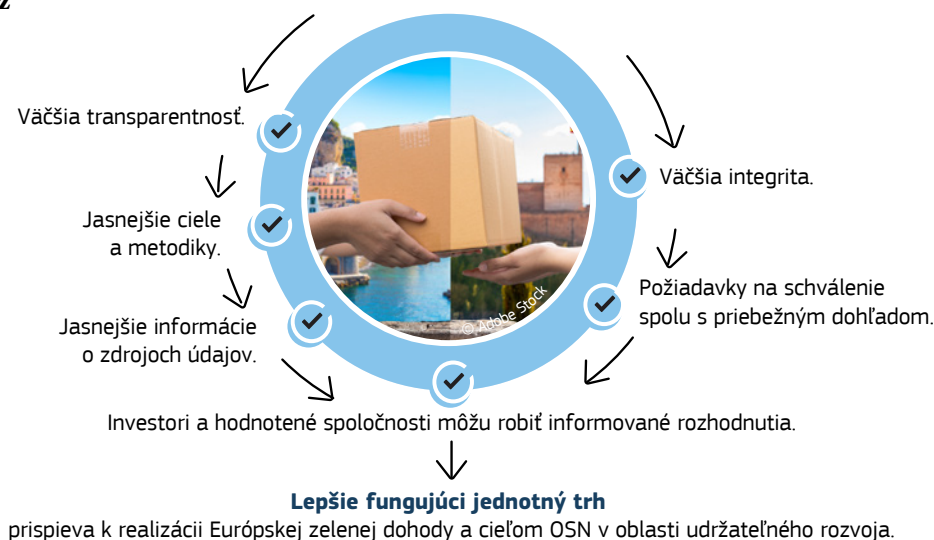 Väčšia transparentnosť.
Jasnejšie ciele
a metodiky.
Jasnejšie informácie
o zdrojoch údajov.
Väčšia integrita.
Požiadavky na schválenie
spolu s priebežným dohľadom.
© Adobe Stock
Investori a hodnotené spoločnosti môžu robiť informované rozhodnutia.
Lepšie fungujúci jednotný trh
prispieva k realizácii Európskej zelenej dohody a cieľom OSN v oblasti udržateľného rozvoja.